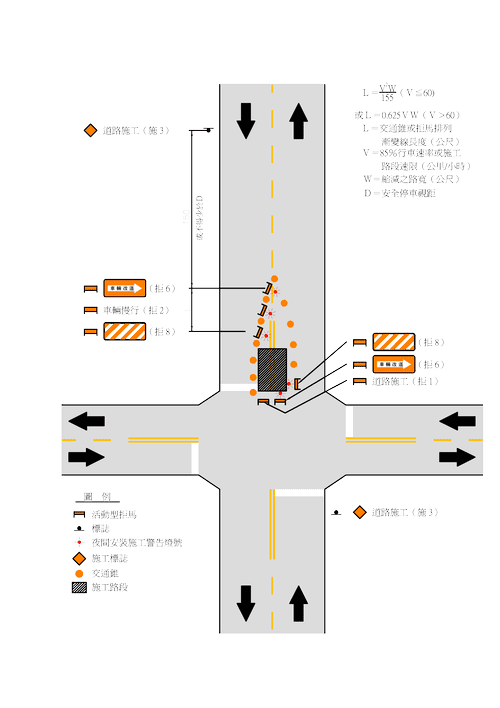 L＝V²W/155（V≦60）
或L＝0.625VW（V＞60）
L＝交通錐或拒馬排列
漸變線長度（公尺）
V＝85%行車速率或施工
路段速限（公里/小時）
W＝縮減之路寬（公尺）
D＝安全停車視距
道路施工（施3）
或不得少於D
車輛改道（拒6）
車輛慢行（拒2）
（拒8）
（拒8）
車輛改道（拒6）
道路施工（拒1）
圖 例
活動型拒馬
標誌
夜間安裝施工警告燈號
施工標誌
交通錐
施工路段
道路施工（施3）